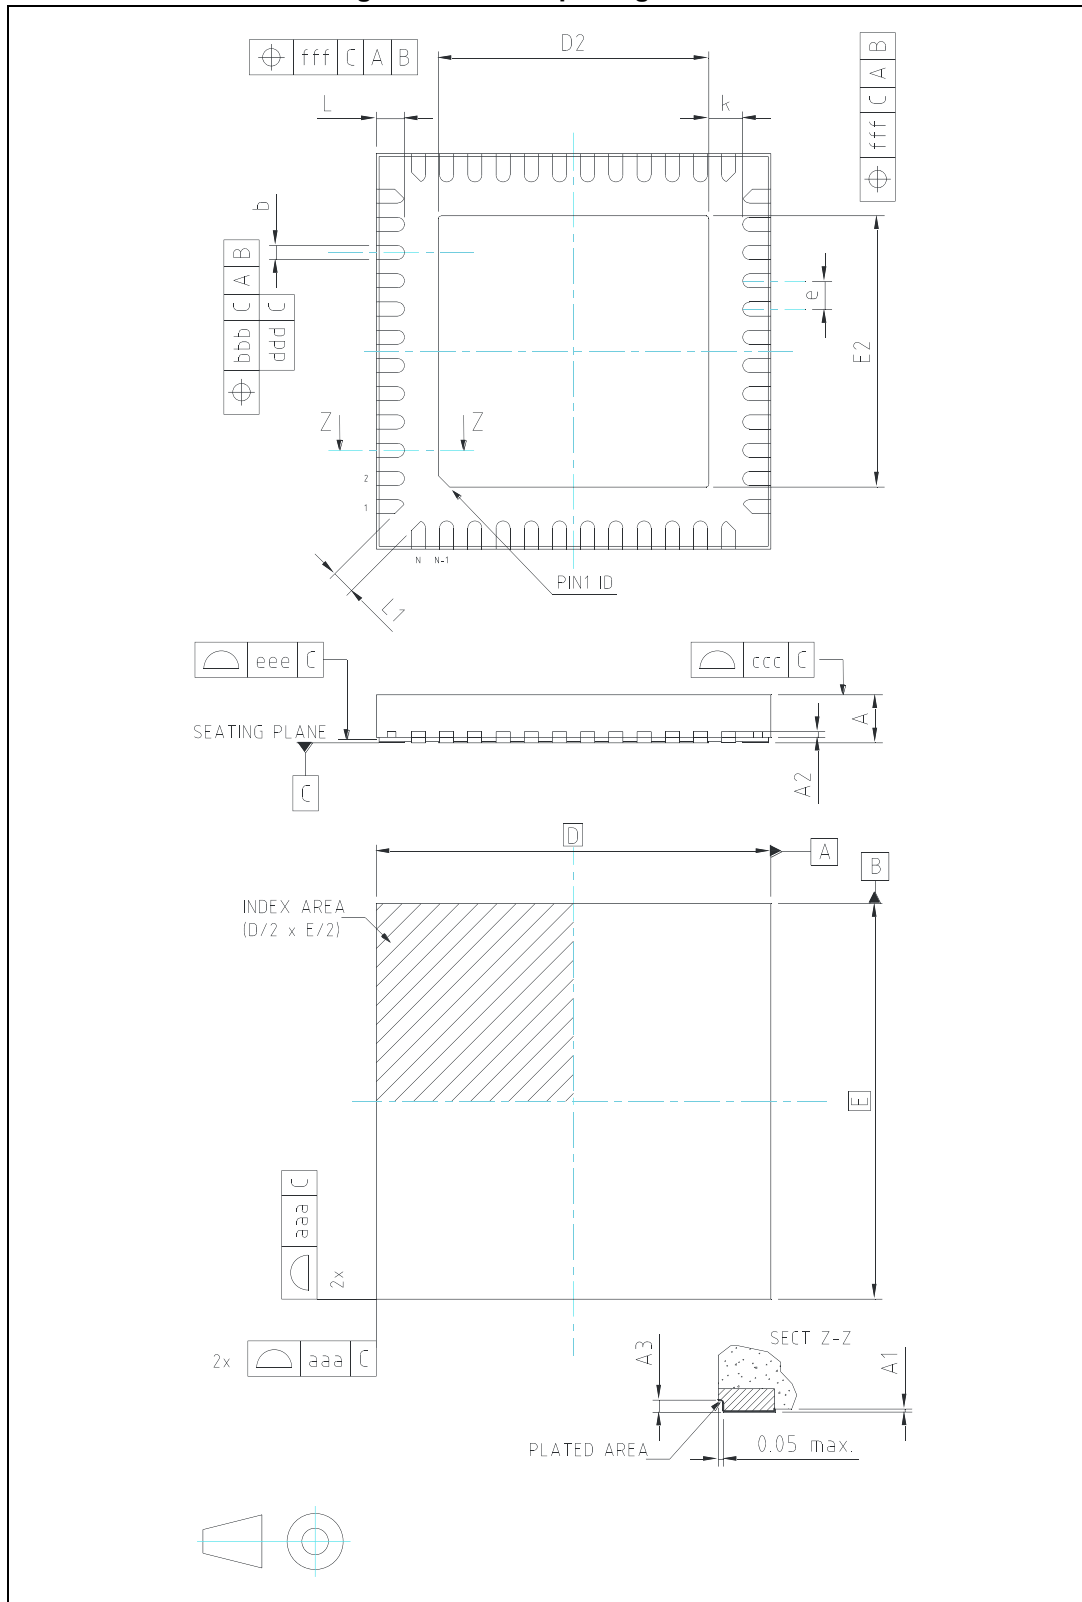 D2
fff C A B
fff C A B
L
k
b
bbb C A B
ddd C
e
E2
Z Z
2
1
N N-1
PIN1 ID
L1
eee C
ccc C
SEATING PLANE
A
A2
C
D
A
B
INDEX AREA
(D/2 x E/2)
E
aaa C
2x
2x aaa C
SECT Z-Z
A3
A1
PLATED AREA
0.05 max.